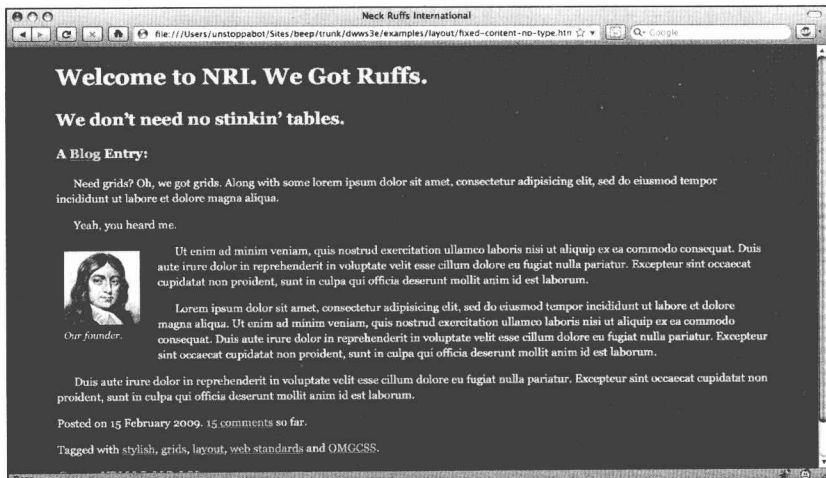 Neck Ruffs International
file:///Users/unstoppabot/Sites/beep/trunk/dwws3e/examples/layout/fixed-content-no-type.htm
Google
Welcome to NRI. We Got Ruffs.
We don't need no stinkin' tables.
A Blog Entry:
Need grids? Oh, we got grids. Along with some lorem ipsum dolor sit amet, consectetur adipisicing elit, sed do eiusmod tempor
incididunt ut labore et dolore magna aliqua.
Yeah, you heard me.
Ut enim ad minim veniam, quis nostrud exercitation ullamco laboris nisi ut aliquip ex ea commodo consequat. Duis
aute irure dolor in reprehenderit in voluptate velit esse cillum dolore eu fugiat nulla pariatur. Excepteur sint occaecat
cupidatat non proident, sunt in culpa qui officia deserunt mollit anim id est laborum.
Lorem ipsum dolor sit amet, consectetur adipisicing elit, sed do eiusmod tempor incididunt ut labore et dolore
magna aliqua. Ut enim ad minim veniam, quis nostrud exercitation ullamco laboris nisi ut aliquip ex ea commodo
consequat. Duis aute irure dolor in reprehenderit in voluptate velit esse cillum dolore eu fugiat nulla pariatur. Excepteur
sint occaecat cupidatat non proident, sunt in culpa qui officia deserunt mollit anim id est laborum.
Our founder.
Duis aute irure dolor in reprehenderit in voluptate velit esse cillum dolore eu fugiat nulla pariatur. Excepteur sint occaecat cupidatat non
proident, sunt in culpa qui officia deserunt mollit anim id est laborum.
Posted on 15 February 2009. 15 comments so far.
Tagged with stylish, grids, layout, web standards and OMGCSS.